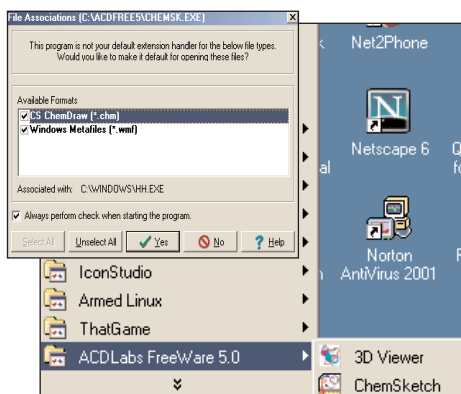 File Associations (C:\ACDFREE5\CHEMSK.EXE)
This program is not your default extension handler for the below file types.
Would you like to make it default for opening these files?
Available Formats
CS ChemDraw (*.chm)
Windows Metafiles (*.wmf)
Associated with: C:\WINDOWS\HH.EXE
Always perform check when starting the program.
Select All
Unselect All
Yes
No
Help
Net2Phone
Netscape 6
al
Norton
AntiVirus 2001
IconStudio
Armed Linux
ThatGame
ACDLabs FreeWare 5.0
3D Viewer
ChemSketch